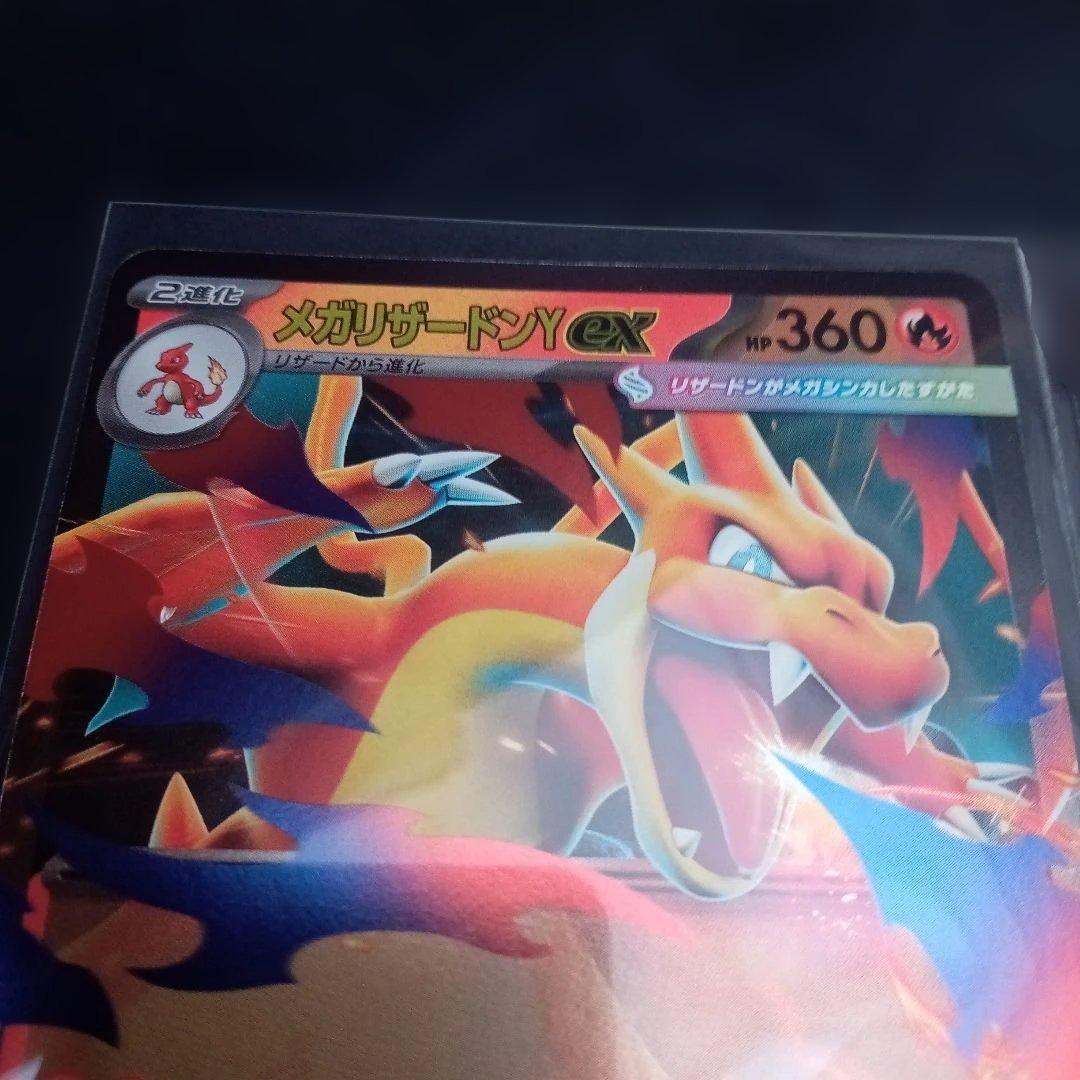 2進化
メガリザードンYex
HP360
リザードから進化
リザードンがメガシンカしたすがた